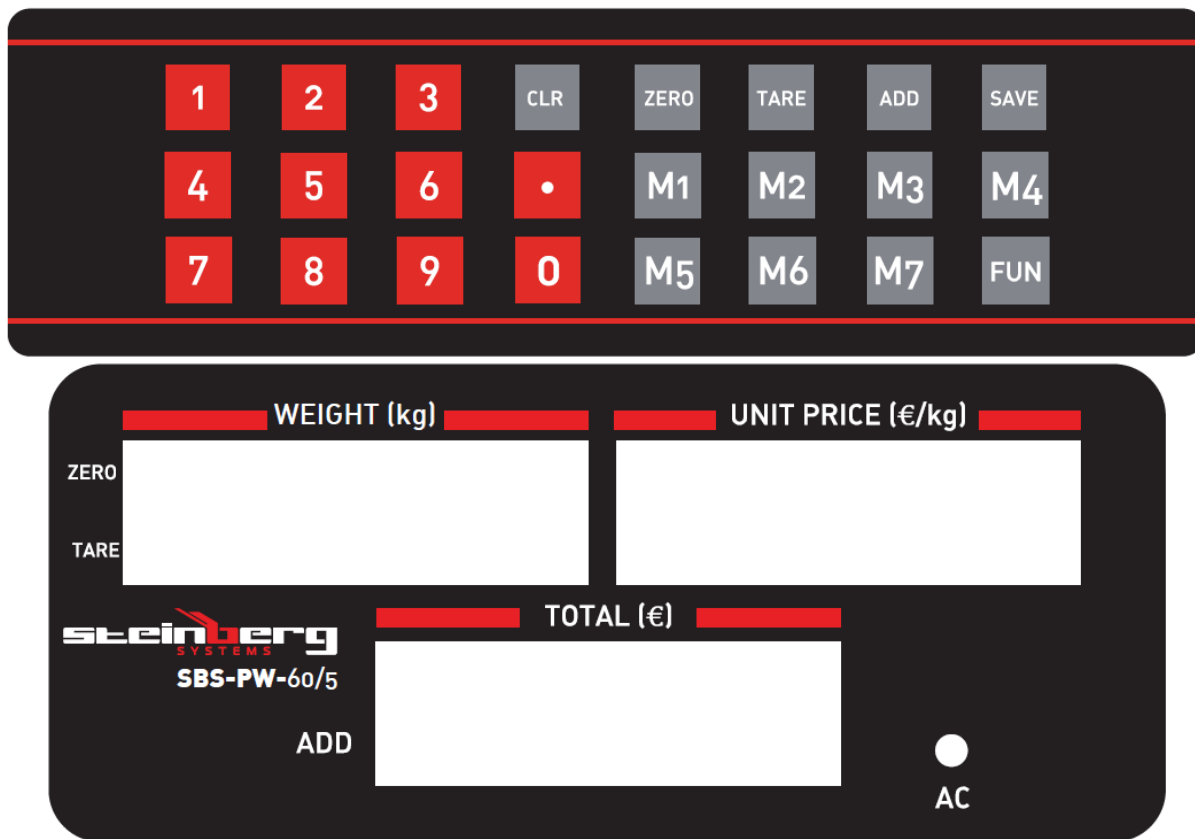 1 2 3 CLR ZERO TARE ADD SAVE
4 5 6 • M1 M2 M3 M4
7 8 9 0 M5 M6 M7 FUN
WEIGHT (kg) UNIT PRICE (€/kg)
ZERO
TARE
TOTAL (€)
steinberg
SYSTEMS
SBS-PW-60/5
ADD
AC